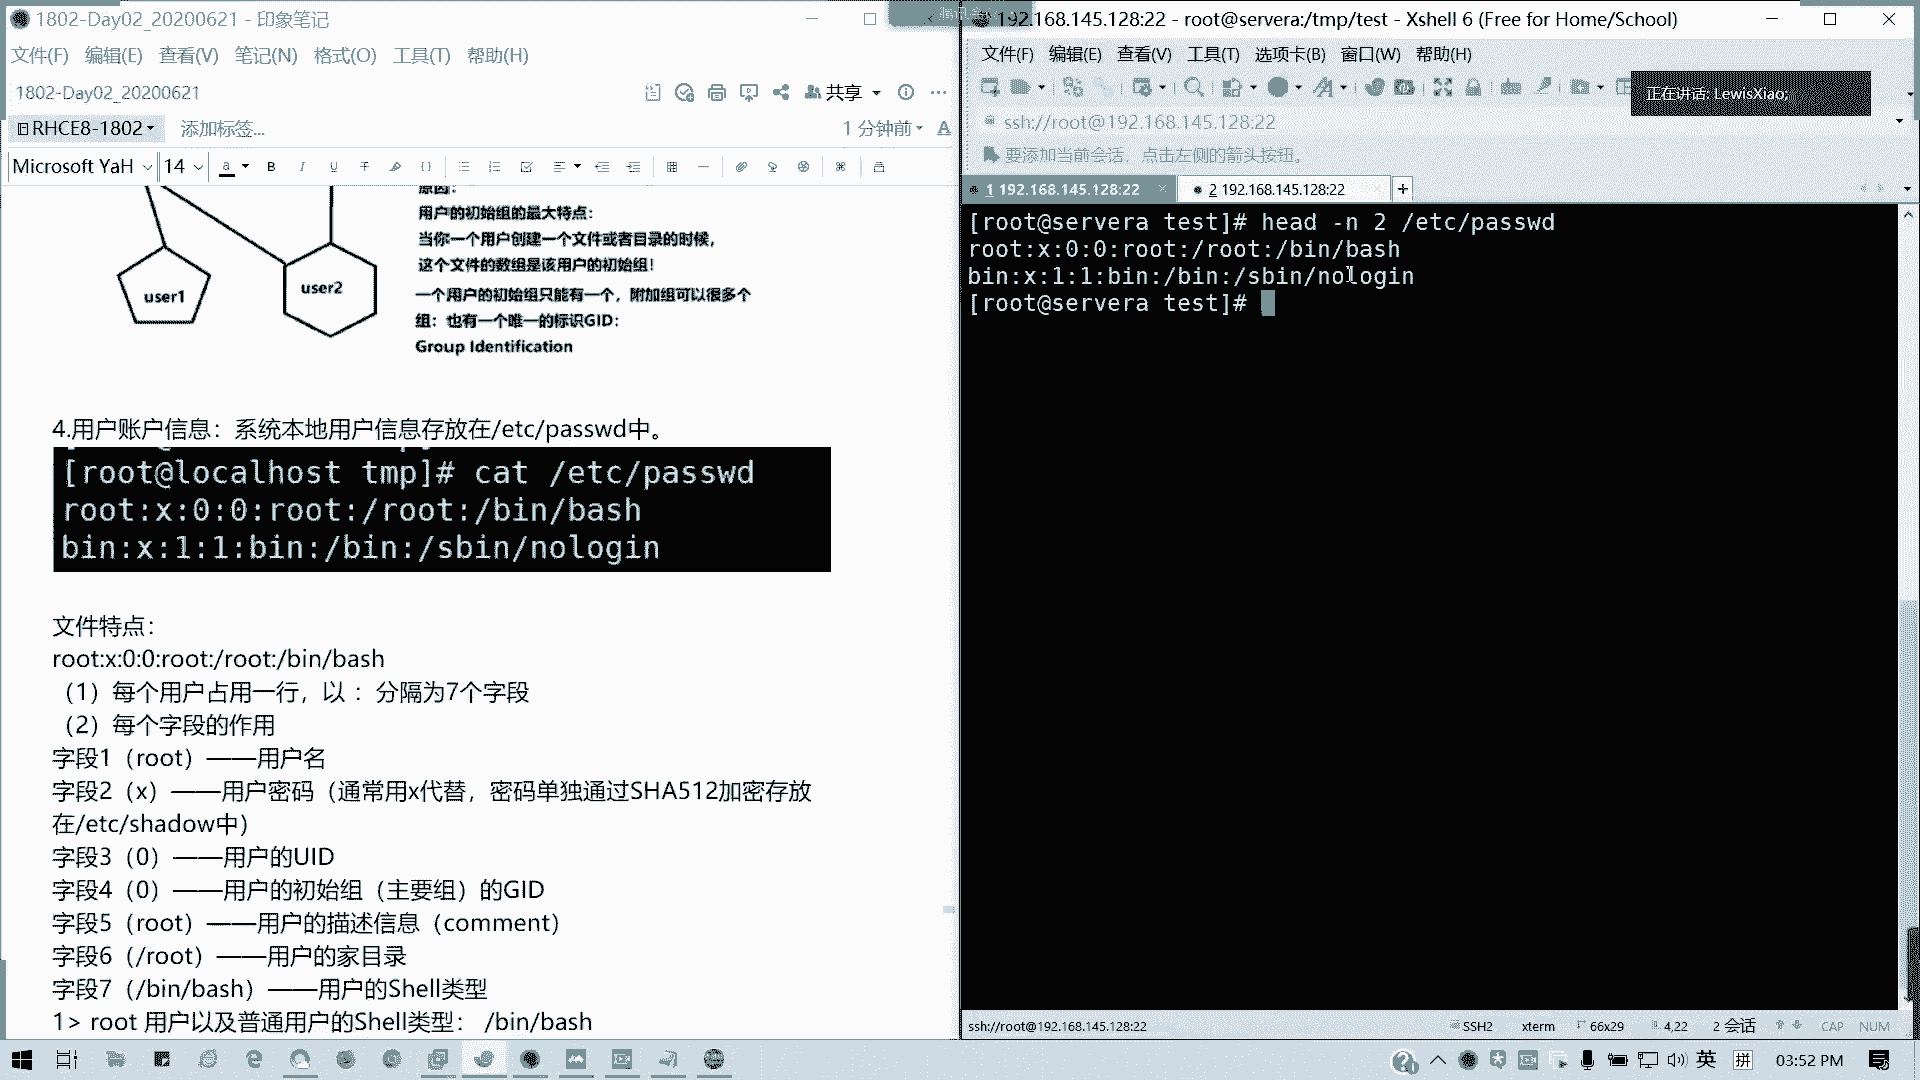 1802-Day02_20200621 - 印象笔记
文件(F) 编辑(E) 查看(V) 笔记(N) 格式(O) 工具(T) 帮助(H)
1802-Day02_20200621
共享
RHCE8-1802
添加标签...
1 分钟前
Microsoft YaH 14
原因：
用户的初始组的最大特点：
当你一个用户创建一个文件或者目录的时候，
这个文件的数组是该用户的初始组！
一个用户的初始组只能有一个，附加组可以很多个
组：也有一个唯一的标识GID：
Group Identification
user1
user2
4.用户账户信息：系统本地用户信息存放在/etc/passwd中。
[root@localhost tmp]# cat /etc/passwd
root:x:0:0:root:/root:/bin/bash
bin:x:1:1:bin:/bin:/sbin/nologin
文件特点：
root:x:0:0:root:/root:/bin/bash
（1）每个用户占用一行，以 ：分隔为7个字段
（2）每个字段的作用
字段1（root）——用户名
字段2（x）——用户密码（通常用x代替，密码单独通过SHA512加密存放
在/etc/shadow中）
字段3（0）——用户的UID
字段4（0）——用户的初始组（主要组）的GID
字段5（root）——用户的描述信息（comment）
字段6（/root）——用户的家目录
字段7（/bin/bash）——用户的Shell类型
1> root 用户以及普通用户的Shell类型： /bin/bash
192.168.145.128:22 - root@servera:/tmp/test - Xshell 6 (Free for Home/School)
文件(F) 编辑(E) 查看(V) 工具(T) 选项卡(B) 窗口(W) 帮助(H)
正在讲话: LewisXiao;
ssh://root@192.168.145.128:22
要添加当前会话，点击左侧的箭头按钮。
1 192.168.145.128:22
2 192.168.145.128:22
[root@servera test]# head -n 2 /etc/passwd
root:x:0:0:root:/root:/bin/bash
bin:x:1:1:bin:/bin:/sbin/nologin
[root@servera test]#
ssh://root@192.168.145.128:22
SSH2
xterm
66x29
4,22
2 会话
CAP
NUM
英
拼
03:52 PM